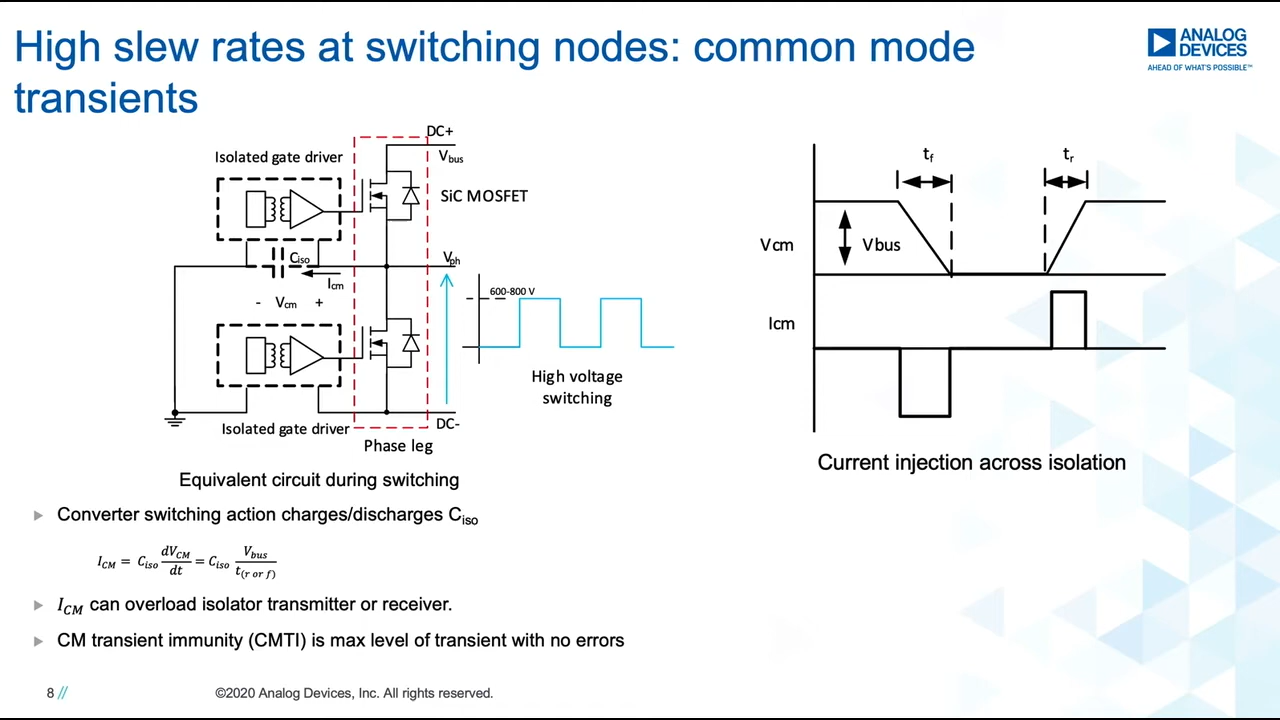 High slew rates at switching nodes: common mode
transients
ANALOG
DEVICES
AHEAD OF WHAT'S POSSIBLE™
DC+
Isolated gate driver
Vbus
SiC MOSFET
Ciso
Vph
Icm
- Vcm +
600-800 V
High voltage
switching
DC-
Isolated gate driver
Phase leg
Equivalent circuit during switching
tf
tr
Vcm
Vbus
Icm
Current injection across isolation
Converter switching action charges/discharges Ciso
I_CM = C_iso dV_CM/dt = C_iso V_bus/t_(r or f)
I_CM can overload isolator transmitter or receiver.
CM transient immunity (CMTI) is max level of transient with no errors
8 //
©2020 Analog Devices, Inc. All rights reserved.